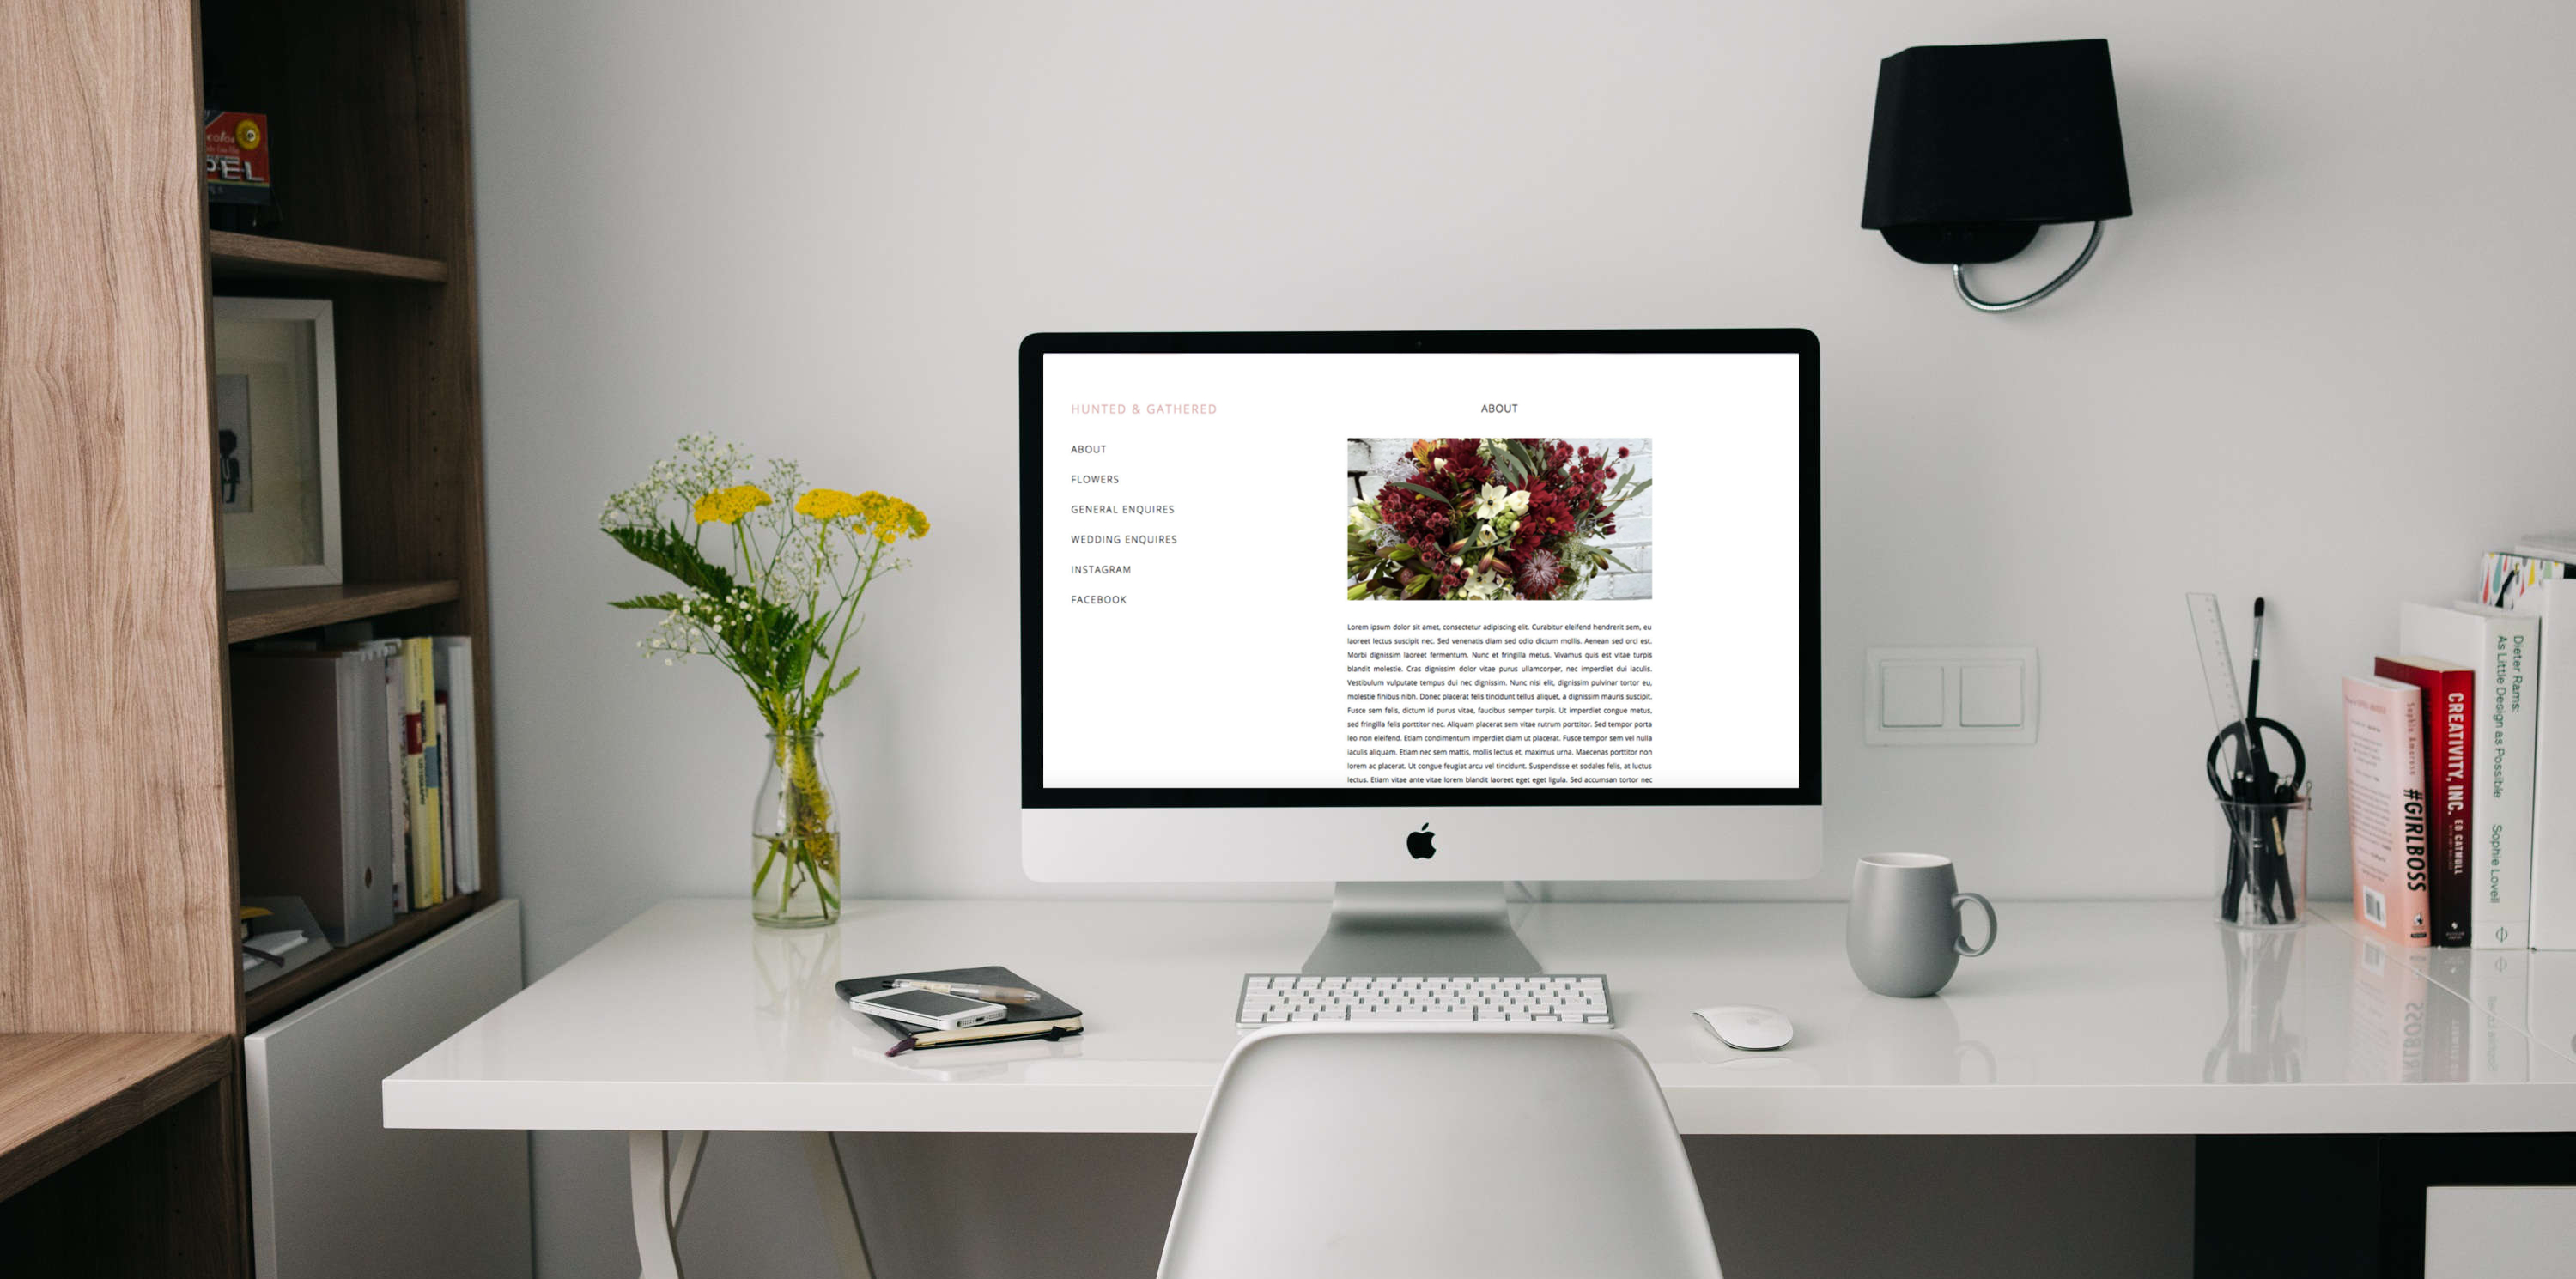 color
PEL
HUNTED & GATHERED
ABOUT
FLOWERS
GENERAL ENQUIRES
WEDDING ENQUIRES
INSTAGRAM
FACEBOOK
ABOUT
Lorem ipsum dolor sit amet, consectetur adipiscing elit. Curabitur eleifend hendrerit sem, eu
laoreet lectus suscipit nec. Sed venenatis diam sed odio dictum mollis. Aenean sed orci est.
Morbi dignissim laoreet fermentum. Nunc et fringilla metus. Vivamus quis est vitae turpis
blandit molestie. Cras dignissim dolor vitae purus ullamcorper, nec imperdiet dui iaculis.
Vestibulum vulputate tempus dui nec dignissim. Nunc nisi elit, dignissim pulvinar tortor eu,
molestie finibus nibh. Donec placerat felis tincidunt tellus aliquet, a dignissim mauris suscipit.
Fusce sem felis, dictum id purus vitae, faucibus semper turpis. Ut imperdiet congue metus,
sed fringilla felis porttitor nec. Aliquam placerat sem vitae rutrum porttitor. Sed tempor porta
leo non eleifend. Etiam condimentum imperdiet diam ut placerat. Fusce tempor sem vel nulla
iaculis aliquam. Etiam nec sem mattis, mollis lectus et, maximus urna. Maecenas porttitor non
lorem ac placerat. Ut congue feugiat arcu vel tincidunt. Suspendisse et sodales felis, at luctus
lectus. Etiam vitae ante vitae lorem blandit laoreet eget eget ligula. Sed accumsan tortor nec
Sophia Amoruso
#GIRLBOSS
CREATIVITY, INC. ED CATMULL
Dieter Rams:
As Little Design as Possible Sophie Lovell